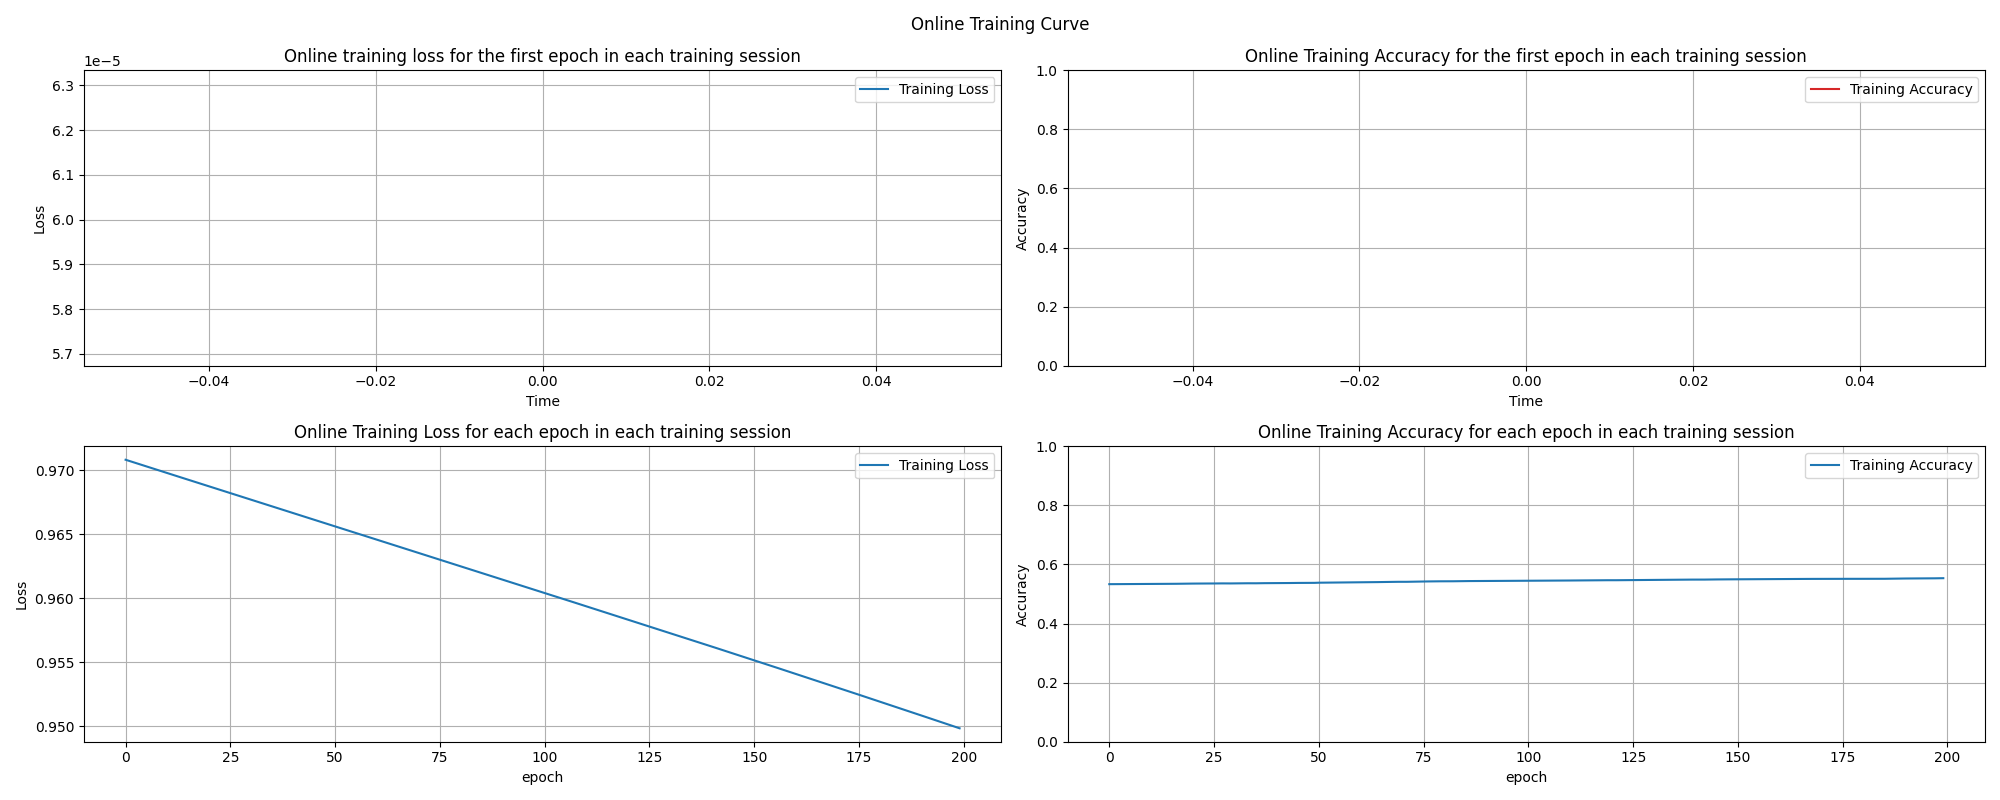 Online Training Curve
Online training loss for the first epoch in each training session
1e−5
6.3
6.2
6.1
6.0
5.9
5.8
5.7
Loss
Training Loss
−0.04 −0.02 0.00 0.02 0.04
Time
Online Training Accuracy for the first epoch in each training session
1.0
0.8
0.6
0.4
0.2
0.0
Accuracy
Training Accuracy
−0.04 −0.02 0.00 0.02 0.04
Time
Online Training Loss for each epoch in each training session
0.970
0.965
0.960
0.955
0.950
Loss
Training Loss
0 25 50 75 100 125 150 175 200
epoch
Online Training Accuracy for each epoch in each training session
1.0
0.8
0.6
0.4
0.2
0.0
Accuracy
Training Accuracy
0 25 50 75 100 125 150 175 200
epoch